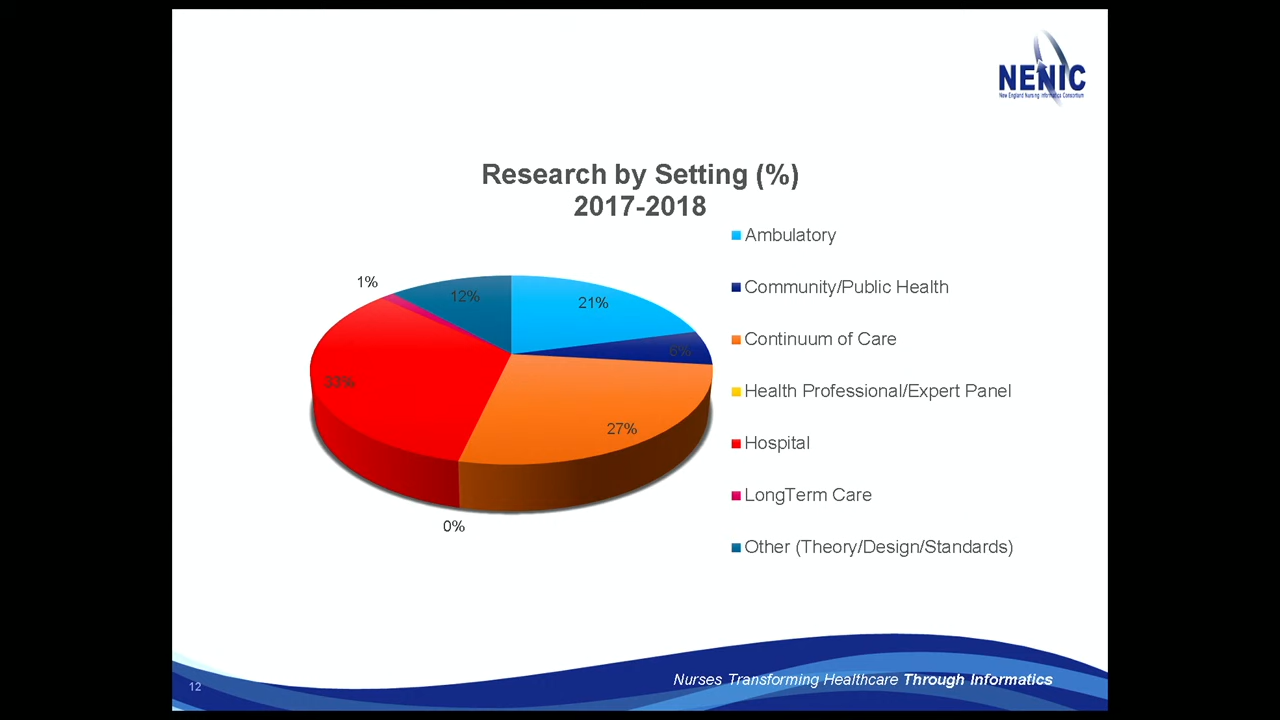 NENIC
New England Nursing Informatics Consortium
Research by Setting (%)
2017-2018
Ambulatory
Community/Public Health
Continuum of Care
Health Professional/Expert Panel
Hospital
LongTerm Care
Other (Theory/Design/Standards)
1%
12%
21%
6%
33%
27%
0%
12
Nurses Transforming Healthcare Through Informatics